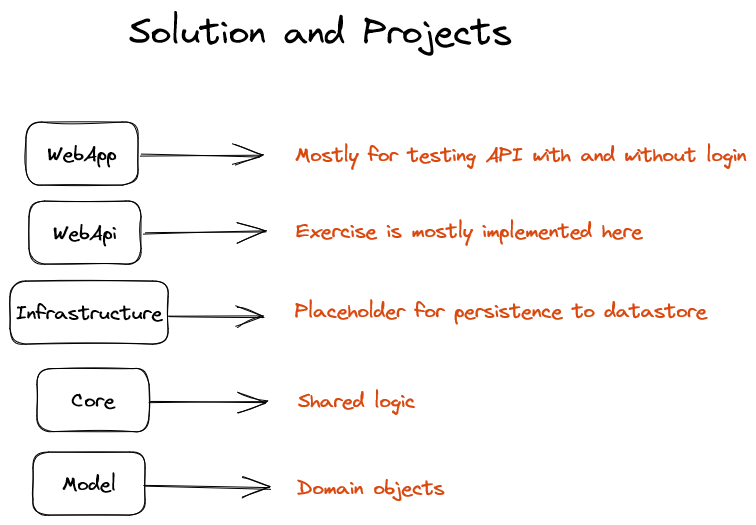 Solution and Projects
WebApp
Mostly for testing API with and without login
WebApi
Exercise is mostly implemented here
Infrastructure
Placeholder for persistence to datastore
Core
Shared logic
Model
Domain objects